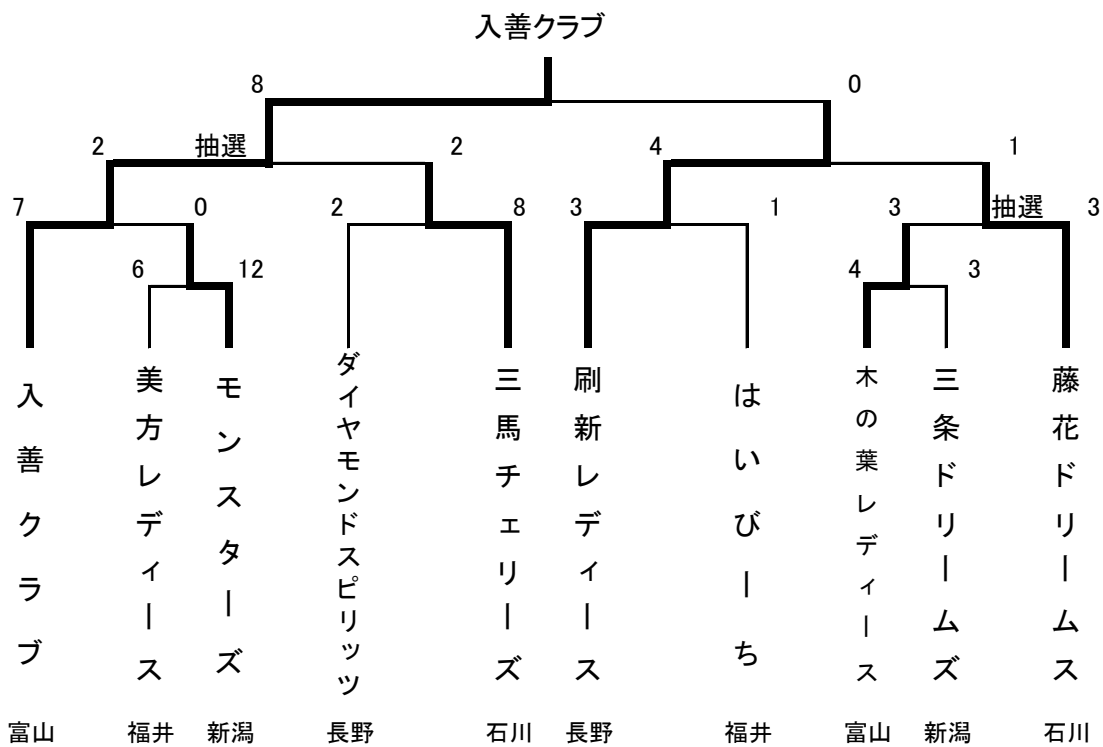 入善クラブ
8
0
2
抽選
2
4
1
7
0
2
8
3
1
3
抽選
3
6
12
4
3
入善クラブ
美方レディース
モンスターズ
ダイヤモンドスピリッツ
三馬チェリーズ
刷新レディース
はいびーち
木の葉レディース
三条ドリームズ
藤花ドリームス
富山
福井
新潟
長野
石川
長野
福井
富山
新潟
石川